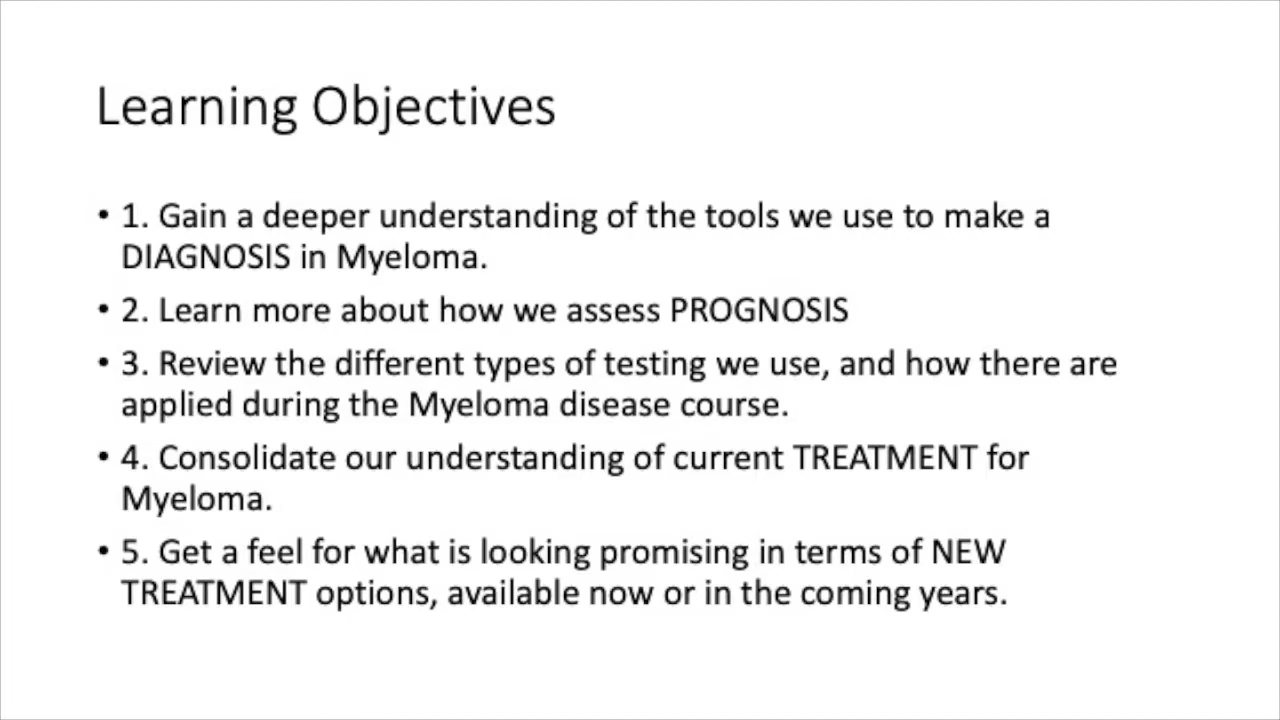 Learning Objectives
• 1. Gain a deeper understanding of the tools we use to make a
DIAGNOSIS in Myeloma.
• 2. Learn more about how we assess PROGNOSIS
• 3. Review the different types of testing we use, and how there are
applied during the Myeloma disease course.
• 4. Consolidate our understanding of current TREATMENT for
Myeloma.
• 5. Get a feel for what is looking promising in terms of NEW
TREATMENT options, available now or in the coming years.